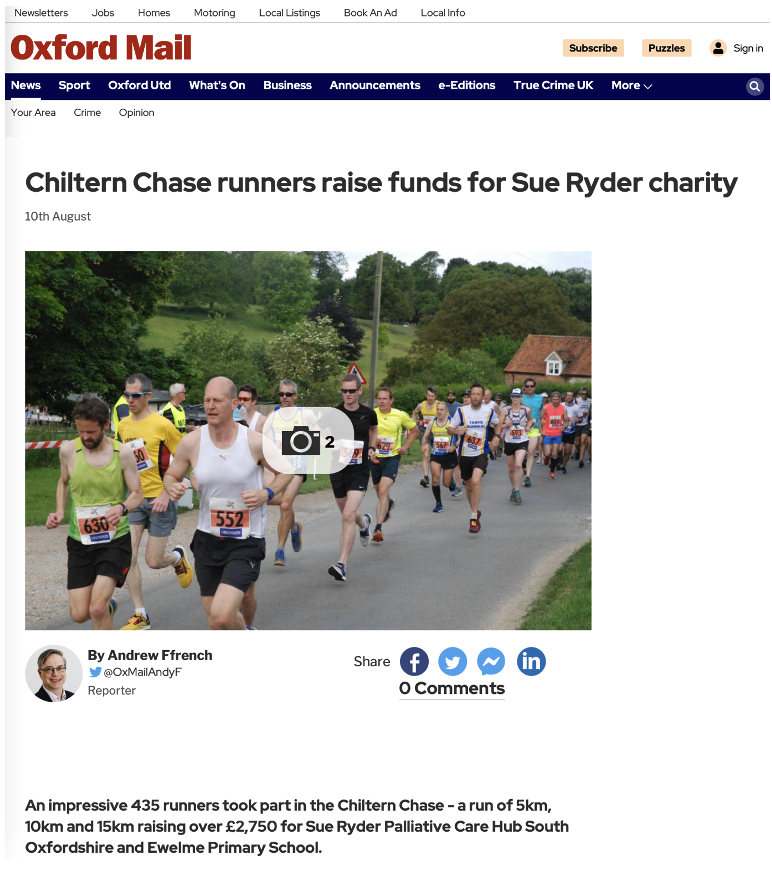 Newsletters Jobs Homes Motoring Local Listings Book An Ad Local Info
Oxford Mail
Subscribe Puzzles Sign in
News Sport Oxford Utd What's On Business Announcements e-Editions True Crime UK More
Your Area Crime Opinion
Chiltern Chase runners raise funds for Sue Ryder charity
10th August
2
629
547
637
630
552
By Andrew Ffrench
@OxMailAndyF
Reporter
Share
0 Comments
An impressive 435 runners took part in the Chiltern Chase - a run of 5km,
10km and 15km raising over £2,750 for Sue Ryder Palliative Care Hub South
Oxfordshire and Ewelme Primary School.